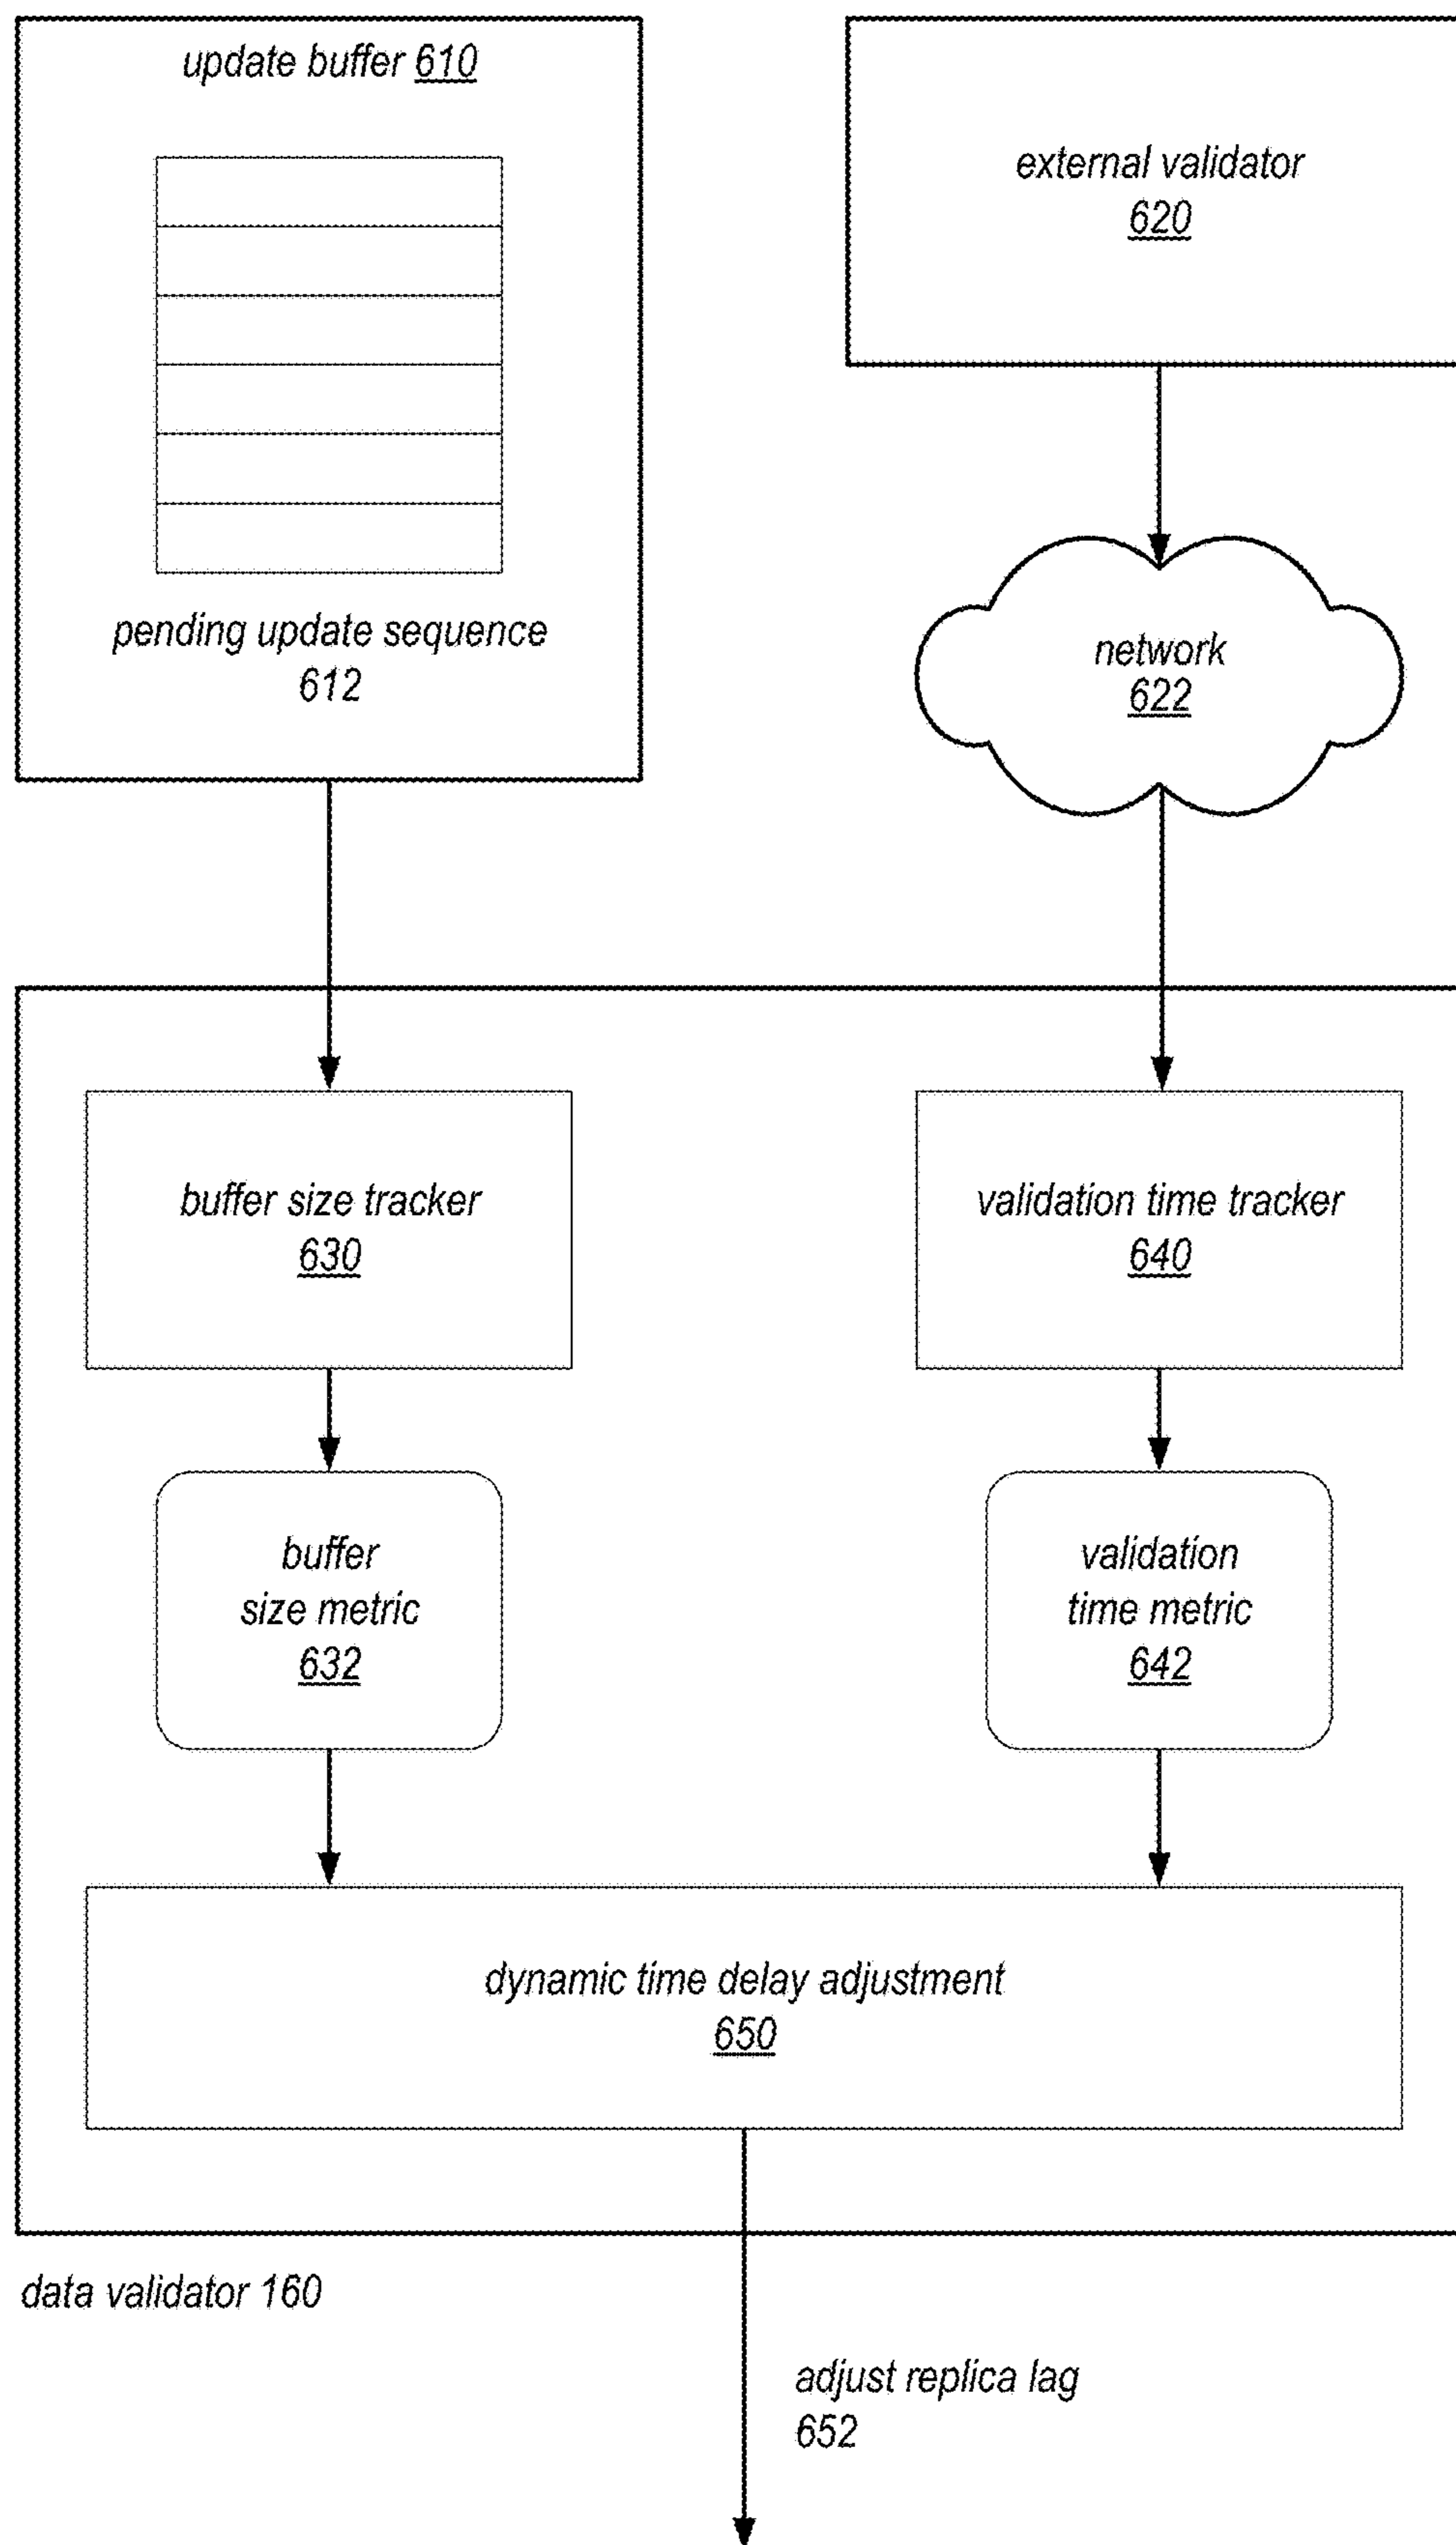 update buffer 610
pending update sequence
612
external validator
620
network
622
buffer size tracker
630
validation time tracker
640
buffer
size metric
632
validation
time metric
642
dynamic time delay adjustment
650
data validator 160
adjust replica lag
652